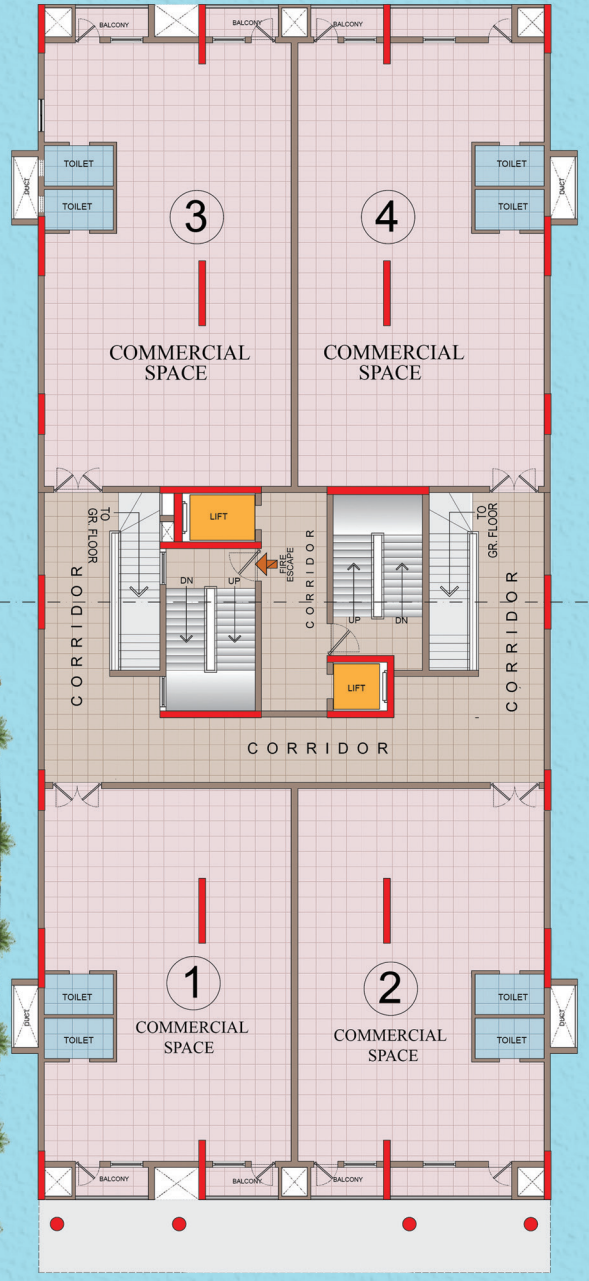 BALCONY
BALCONY
BALCONY
TOILET
TOILET
DUCT
TOILET
TOILET
DUCT
3
4
COMMERCIAL
SPACE
COMMERCIAL
SPACE
TO
GR. FLOOR
LIFT
TO
GR. FLOOR
FIRE
ESCAPE
CORRIDOR
DN
UP
UP
DN
CORRIDOR
CORRIDOR
LIFT
CORRIDOR
1
COMMERCIAL
SPACE
2
COMMERCIAL
SPACE
TOILET
TOILET
DUCT
TOILET
TOILET
DUCT
BALCONY
BALCONY
BALCONY